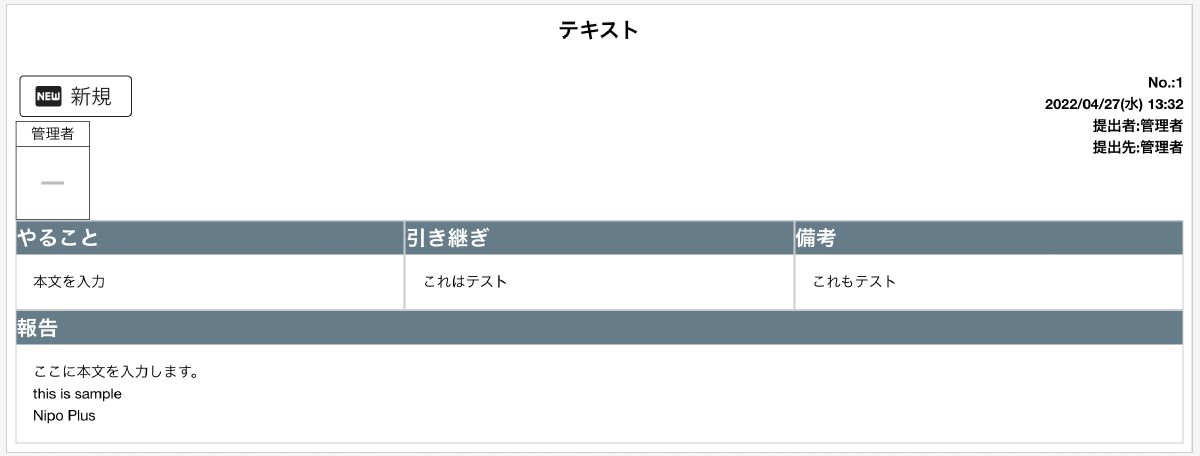 テキスト
NEW 新規
No.:1
2022/04/27(水) 13:32
提出者:管理者
提出先:管理者
管理者
やること
引き継ぎ
備考
本文を入力
これはテスト
これもテスト
報告
ここに本文を入力します。
this is sample
Nipo Plus